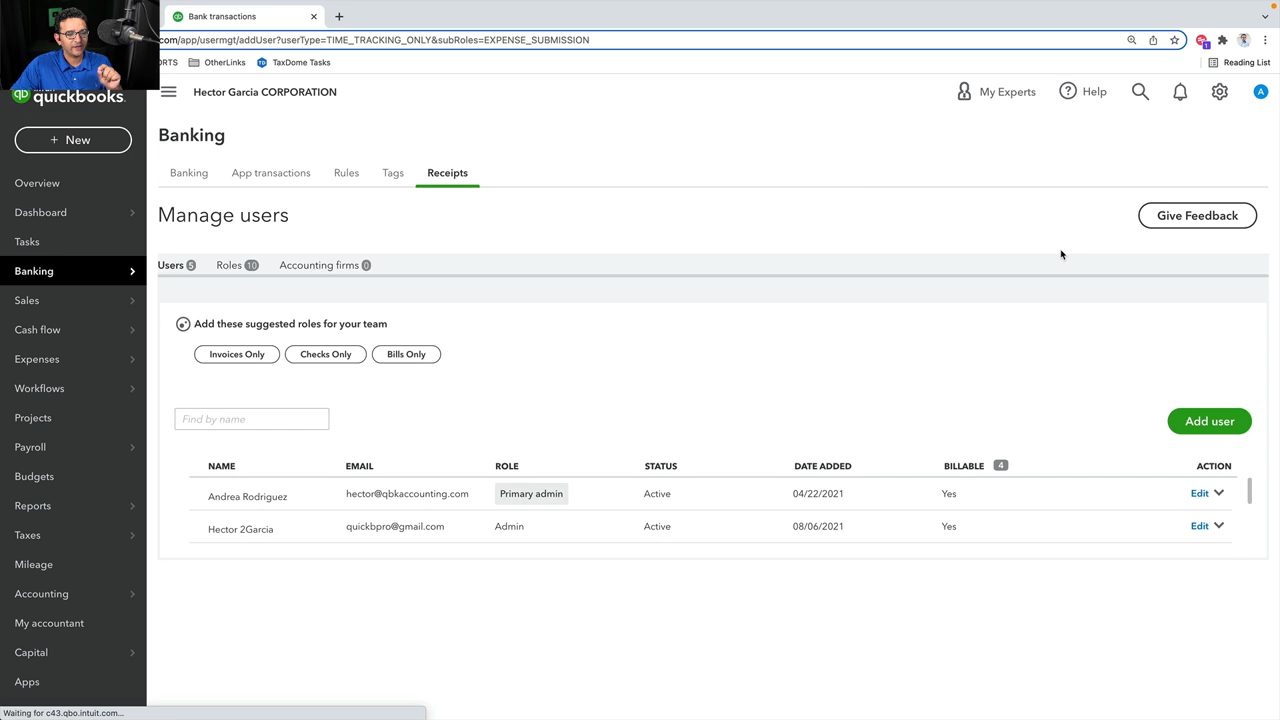 Bank transactions
com/app/usermgt/addUser?userType=TIME_TRACKING_ONLY&subRoles=EXPENSE_SUBMISSION
ORTS
OtherLinks
TaxDome Tasks
Reading List
quickbooks.
Hector Garcia CORPORATION
My Experts
Help
A
+ New
Banking
Banking
App transactions
Rules
Tags
Receipts
Overview
Dashboard
Tasks
Banking
Sales
Cash flow
Expenses
Workflows
Projects
Payroll
Budgets
Reports
Taxes
Mileage
Accounting
My accountant
Capital
Apps
Manage users
Give Feedback
Users 5
Roles 10
Accounting firms 0
Add these suggested roles for your team
Invoices Only
Checks Only
Bills Only
Find by name
Add user
NAME EMAIL ROLE STATUS DATE ADDED BILLABLE 4 ACTION
Andrea Rodriguez hector@qbkaccounting.com Primary admin Active 04/22/2021 Yes Edit
Hector 2Garcia quickbpro@gmail.com Admin Active 08/06/2021 Yes Edit
Waiting for c43.qbo.intuit.com...